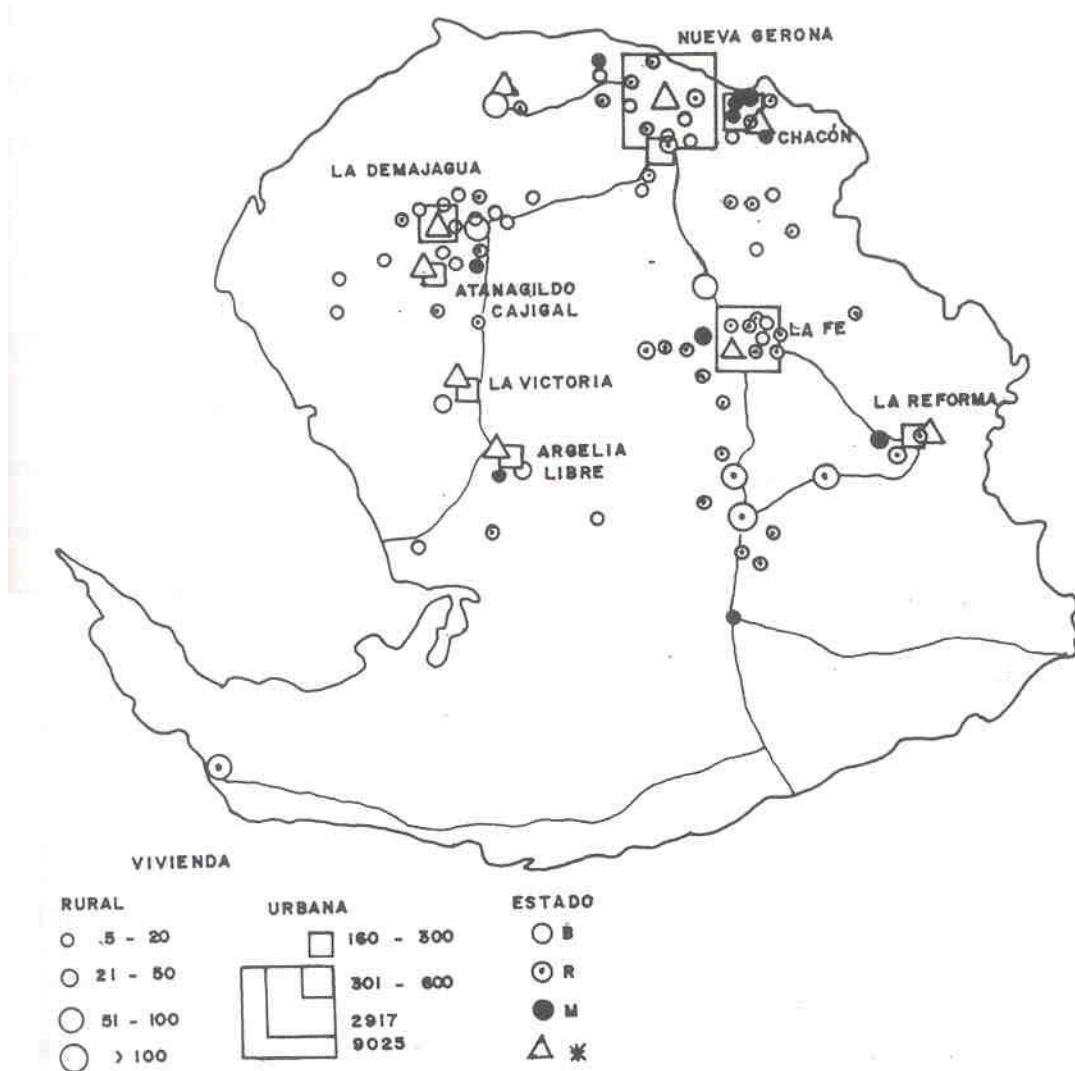 NUEVA GERONA
CHACÓN
LA DEMAJAGUA
ATANAGILDO
CAJIGAL
LA FE
LA VICTORIA
LA REFORMA
ARGELIA
LIBRE
VIVIENDA
RURAL
.5 - 20
21 - 50
51 - 100
> 100
URBANA
160 - 300
301 - 600
2917
9025
ESTADO
B
R
M
*